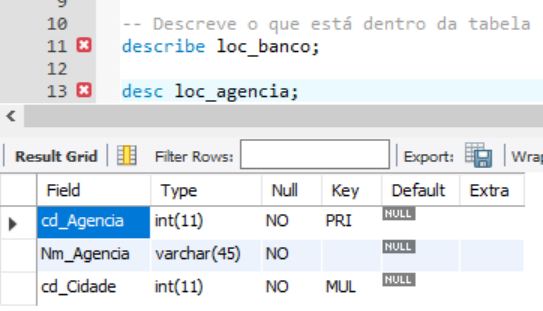 9
10 -- Descreve o que está dentro da tabela
11 describe loc_banco;
12
13 desc loc_agencia;
Result Grid Filter Rows: Export: Wrap
Field Type Null Key Default Extra
cd_Agencia int(11) NO PRI NULL
Nm_Agencia varchar(45) NO NULL
cd_Cidade int(11) NO MUL NULL